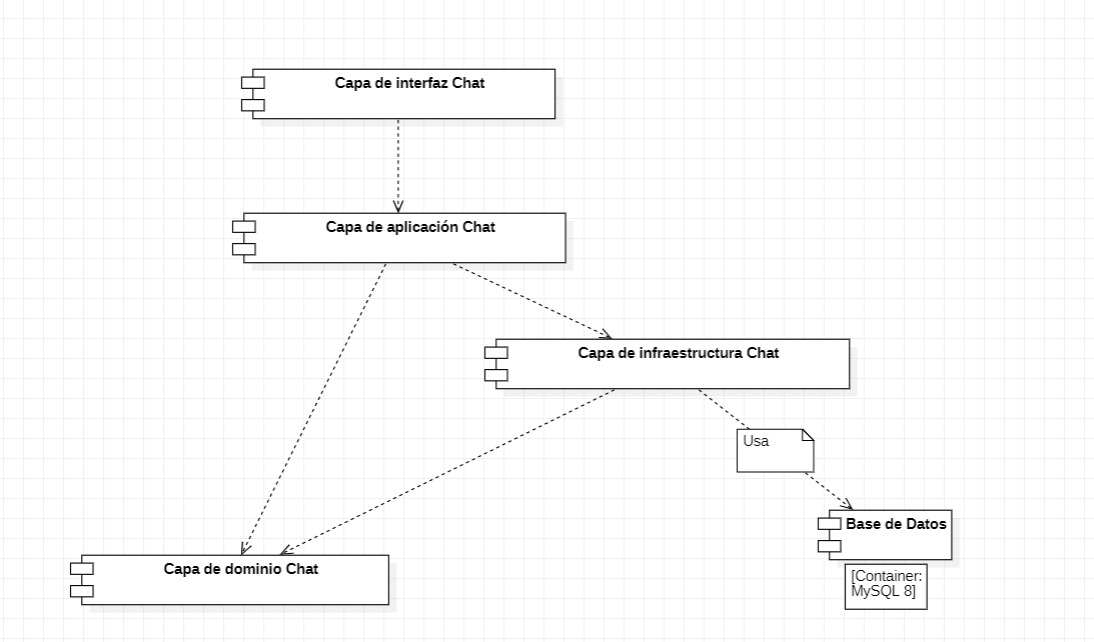 Capa de interfaz Chat
Capa de aplicación Chat
Capa de infraestructura Chat
Usa
Base de Datos
[Container:
MySQL 8]
Capa de dominio Chat